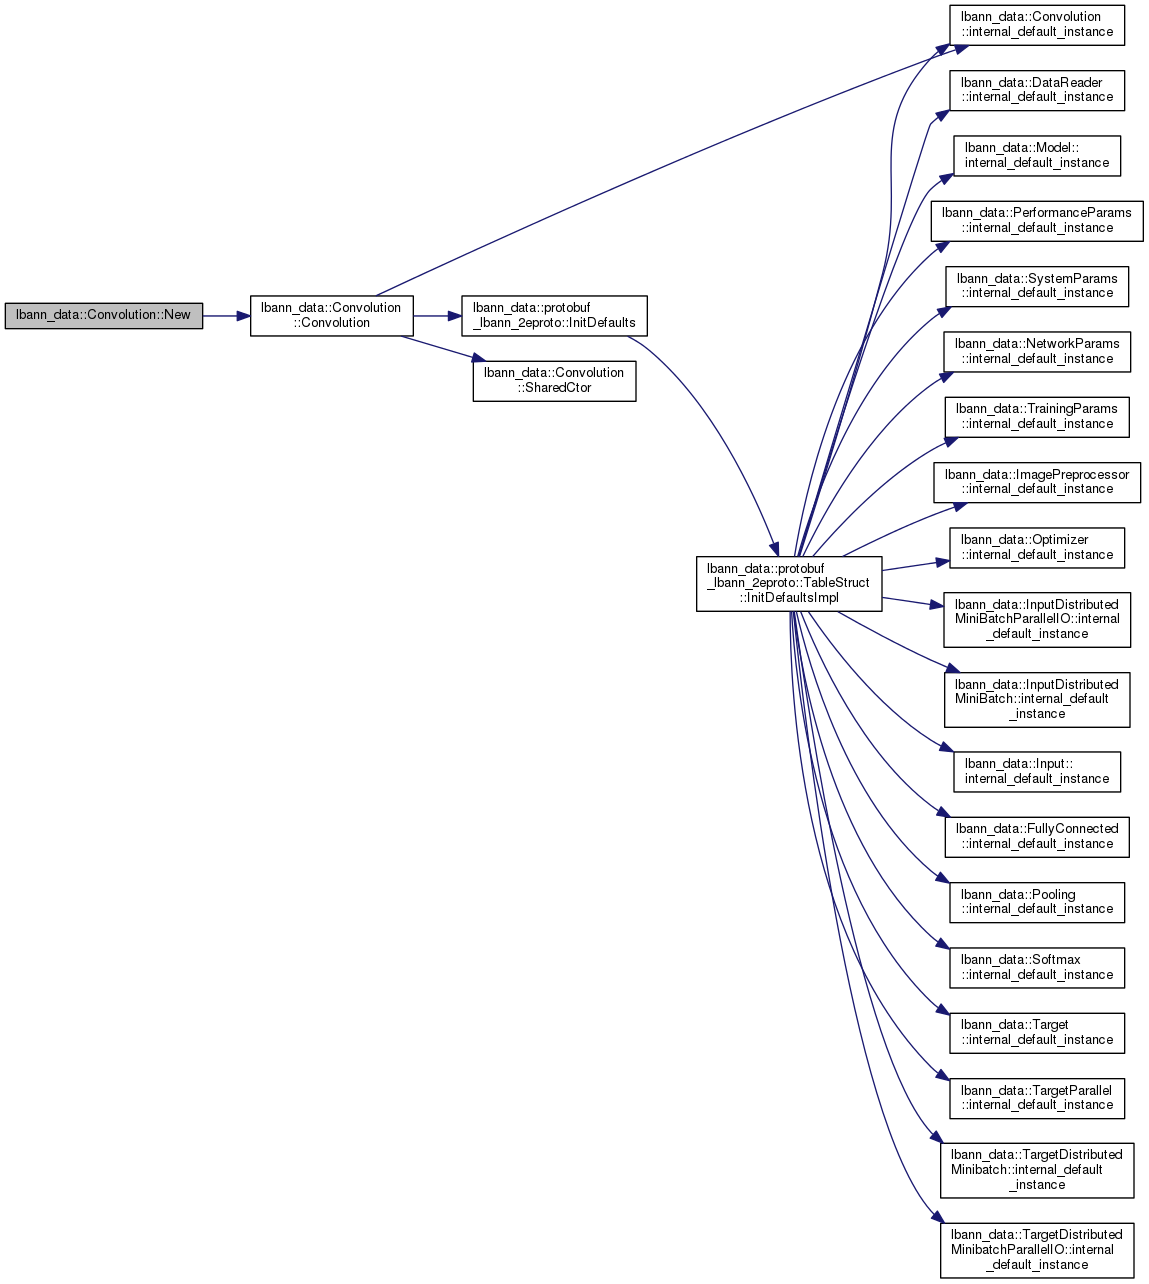 lbann_data::Convolution::New
lbann_data::Convolution
::Convolution
lbann_data::protobuf
_lbann_2eproto::InitDefaults
lbann_data::Convolution
::SharedCtor
lbann_data::protobuf
_lbann_2eproto::TableStruct
::InitDefaultsImpl
lbann_data::Convolution
::internal_default_instance
lbann_data::DataReader
::internal_default_instance
lbann_data::Model::
internal_default_instance
lbann_data::PerformanceParams
::internal_default_instance
lbann_data::SystemParams
::internal_default_instance
lbann_data::NetworkParams
::internal_default_instance
lbann_data::TrainingParams
::internal_default_instance
lbann_data::ImagePreprocessor
::internal_default_instance
lbann_data::Optimizer
::internal_default_instance
lbann_data::InputDistributed
MiniBatchParallelIO::internal
_default_instance
lbann_data::InputDistributed
MiniBatch::internal_default
_instance
lbann_data::Input::
internal_default_instance
lbann_data::FullyConnected
::internal_default_instance
lbann_data::Pooling
::internal_default_instance
lbann_data::Softmax
::internal_default_instance
lbann_data::Target
::internal_default_instance
lbann_data::TargetParallel
::internal_default_instance
lbann_data::TargetDistributed
Minibatch::internal_default
_instance
lbann_data::TargetDistributed
MinibatchParallelIO::internal
_default_instance